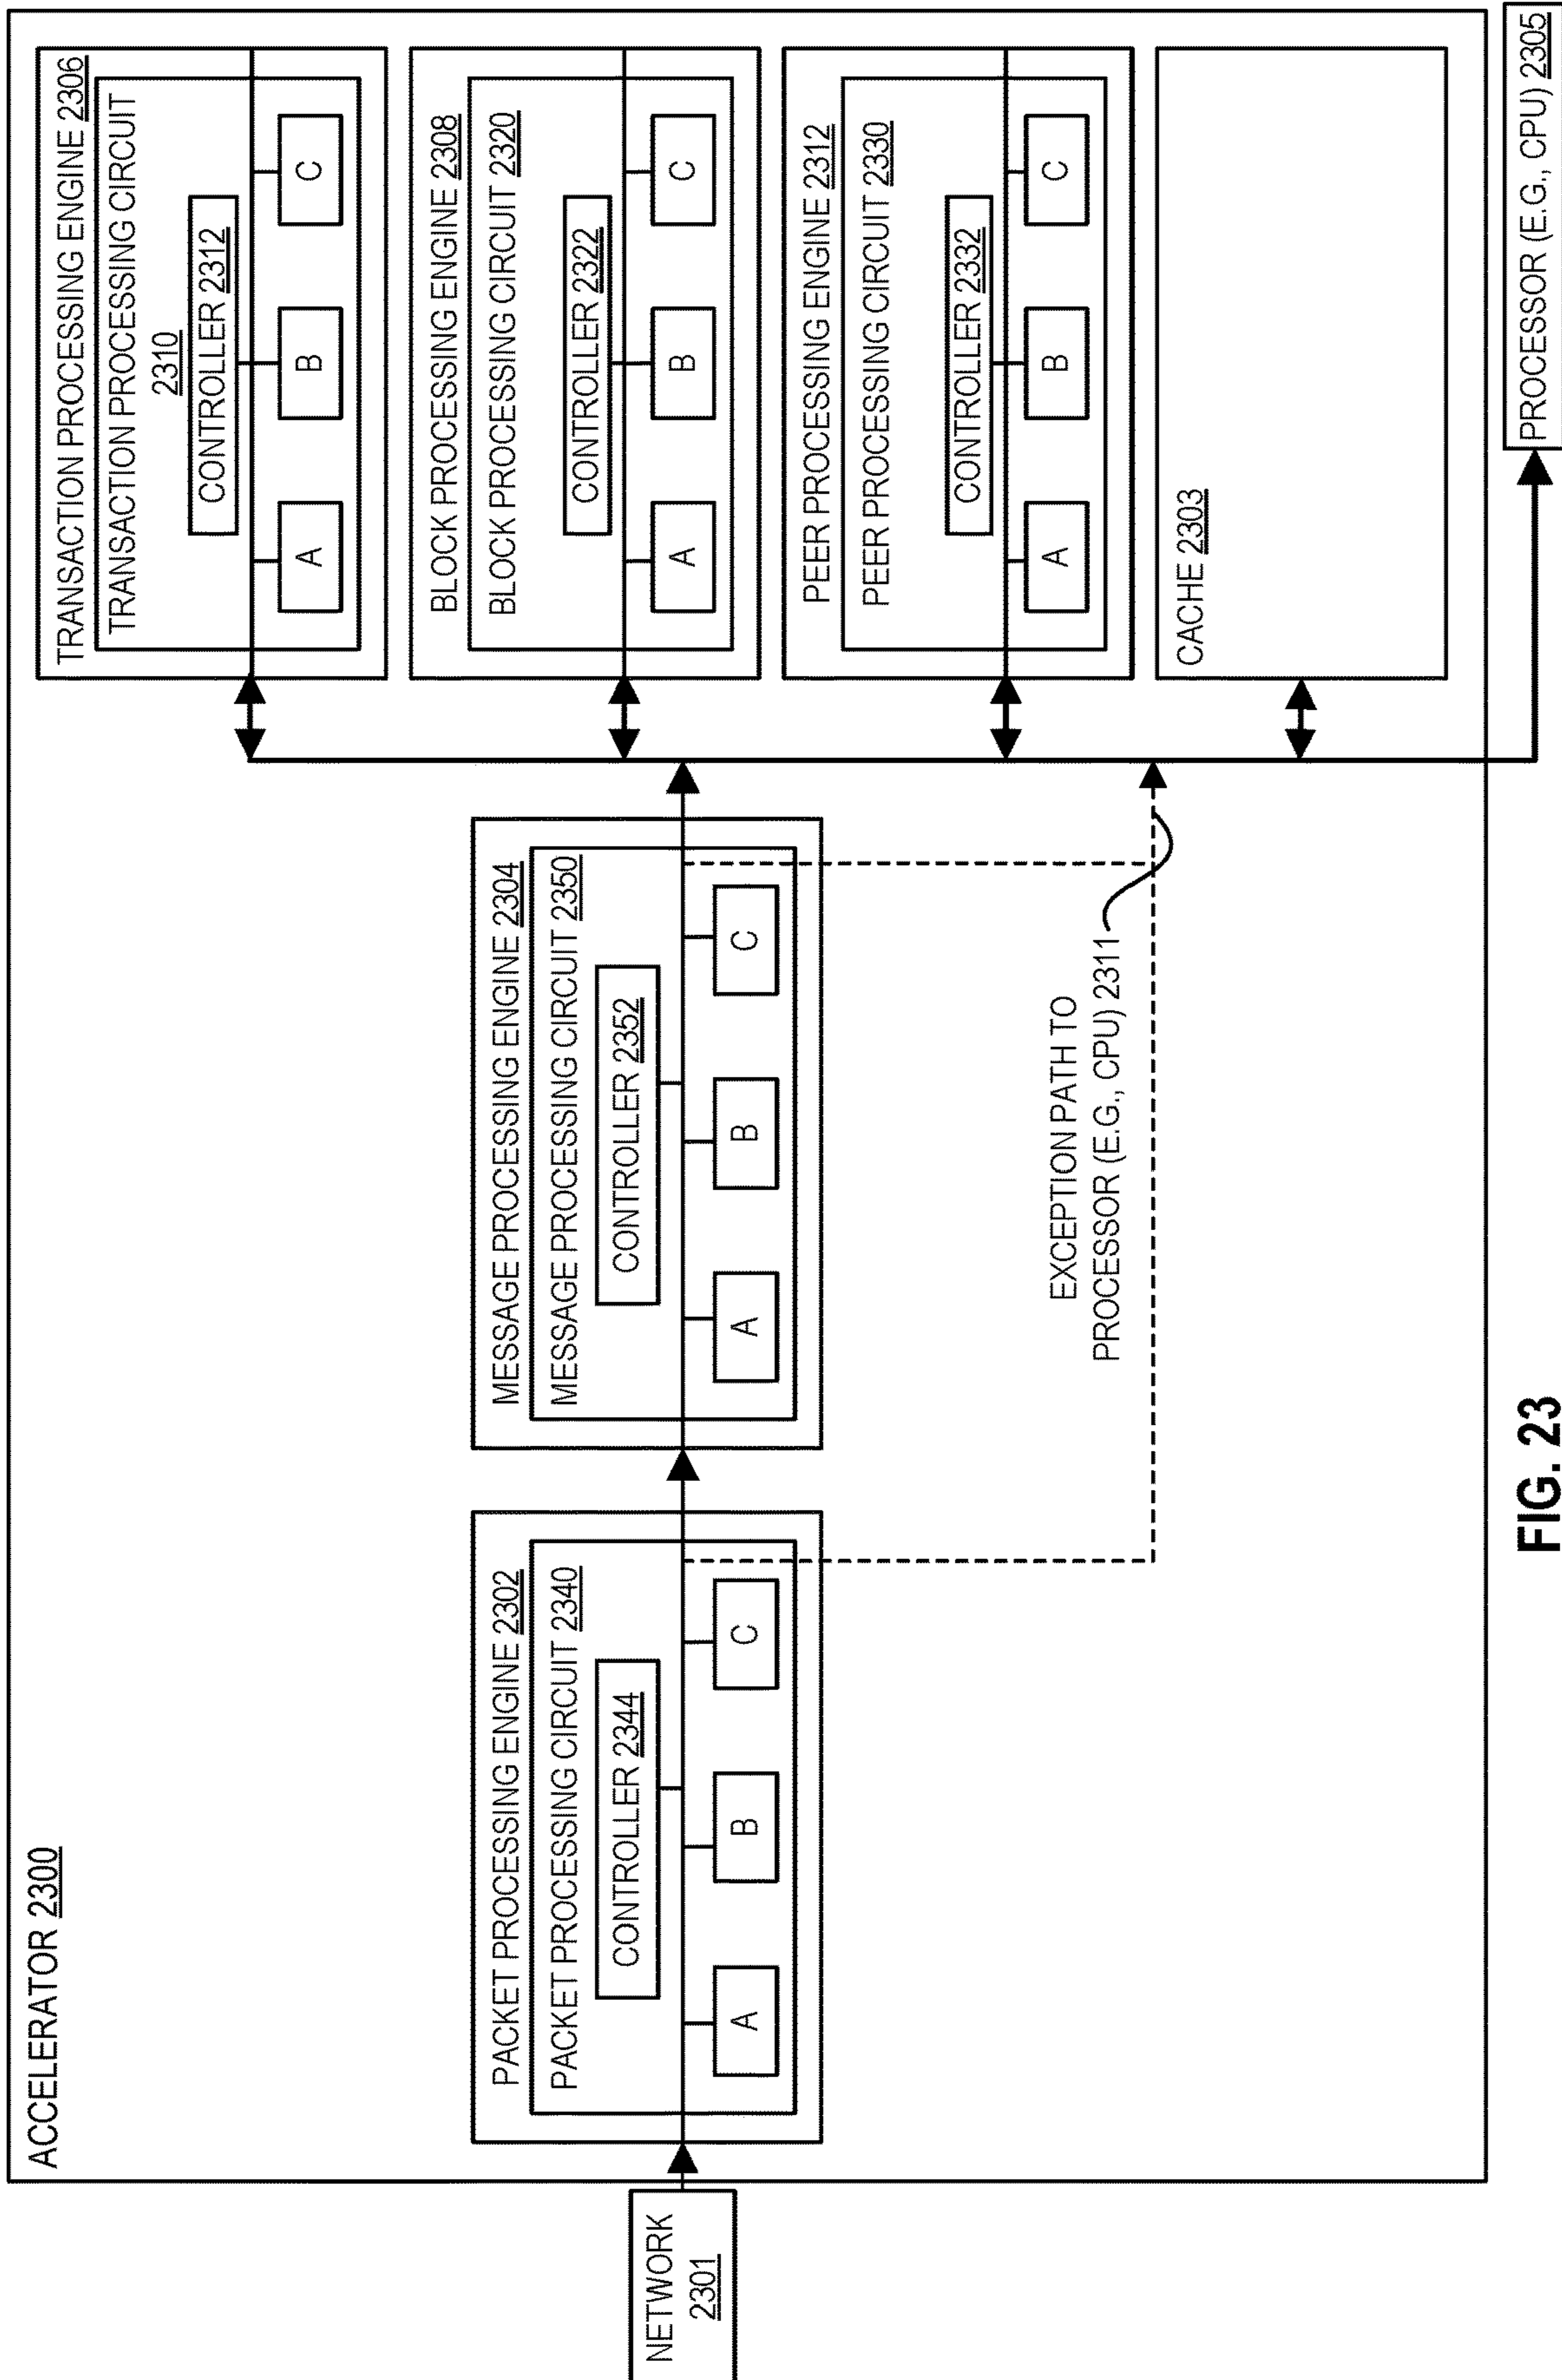 ACCELERATOR 2300
NETWORK
2301
PACKET PROCESSING ENGINE 2302
PACKET PROCESSING CIRCUIT 2340
CONTROLLER 2344
A
B
C
MESSAGE PROCESSING ENGINE 2304
MESSAGE PROCESSING CIRCUIT 2350
CONTROLLER 2352
A
B
C
EXCEPTION PATH TO
PROCESSOR (E.G., CPU) 2311
TRANSACTION PROCESSING ENGINE 2306
TRANSACTION PROCESSING CIRCUIT
2310
CONTROLLER 2312
A
B
C
BLOCK PROCESSING ENGINE 2308
BLOCK PROCESSING CIRCUIT 2320
CONTROLLER 2322
A
B
C
PEER PROCESSING ENGINE 2312
PEER PROCESSING CIRCUIT 2330
CONTROLLER 2332
A
B
C
CACHE 2303
PROCESSOR (E.G., CPU) 2305
FIG. 23